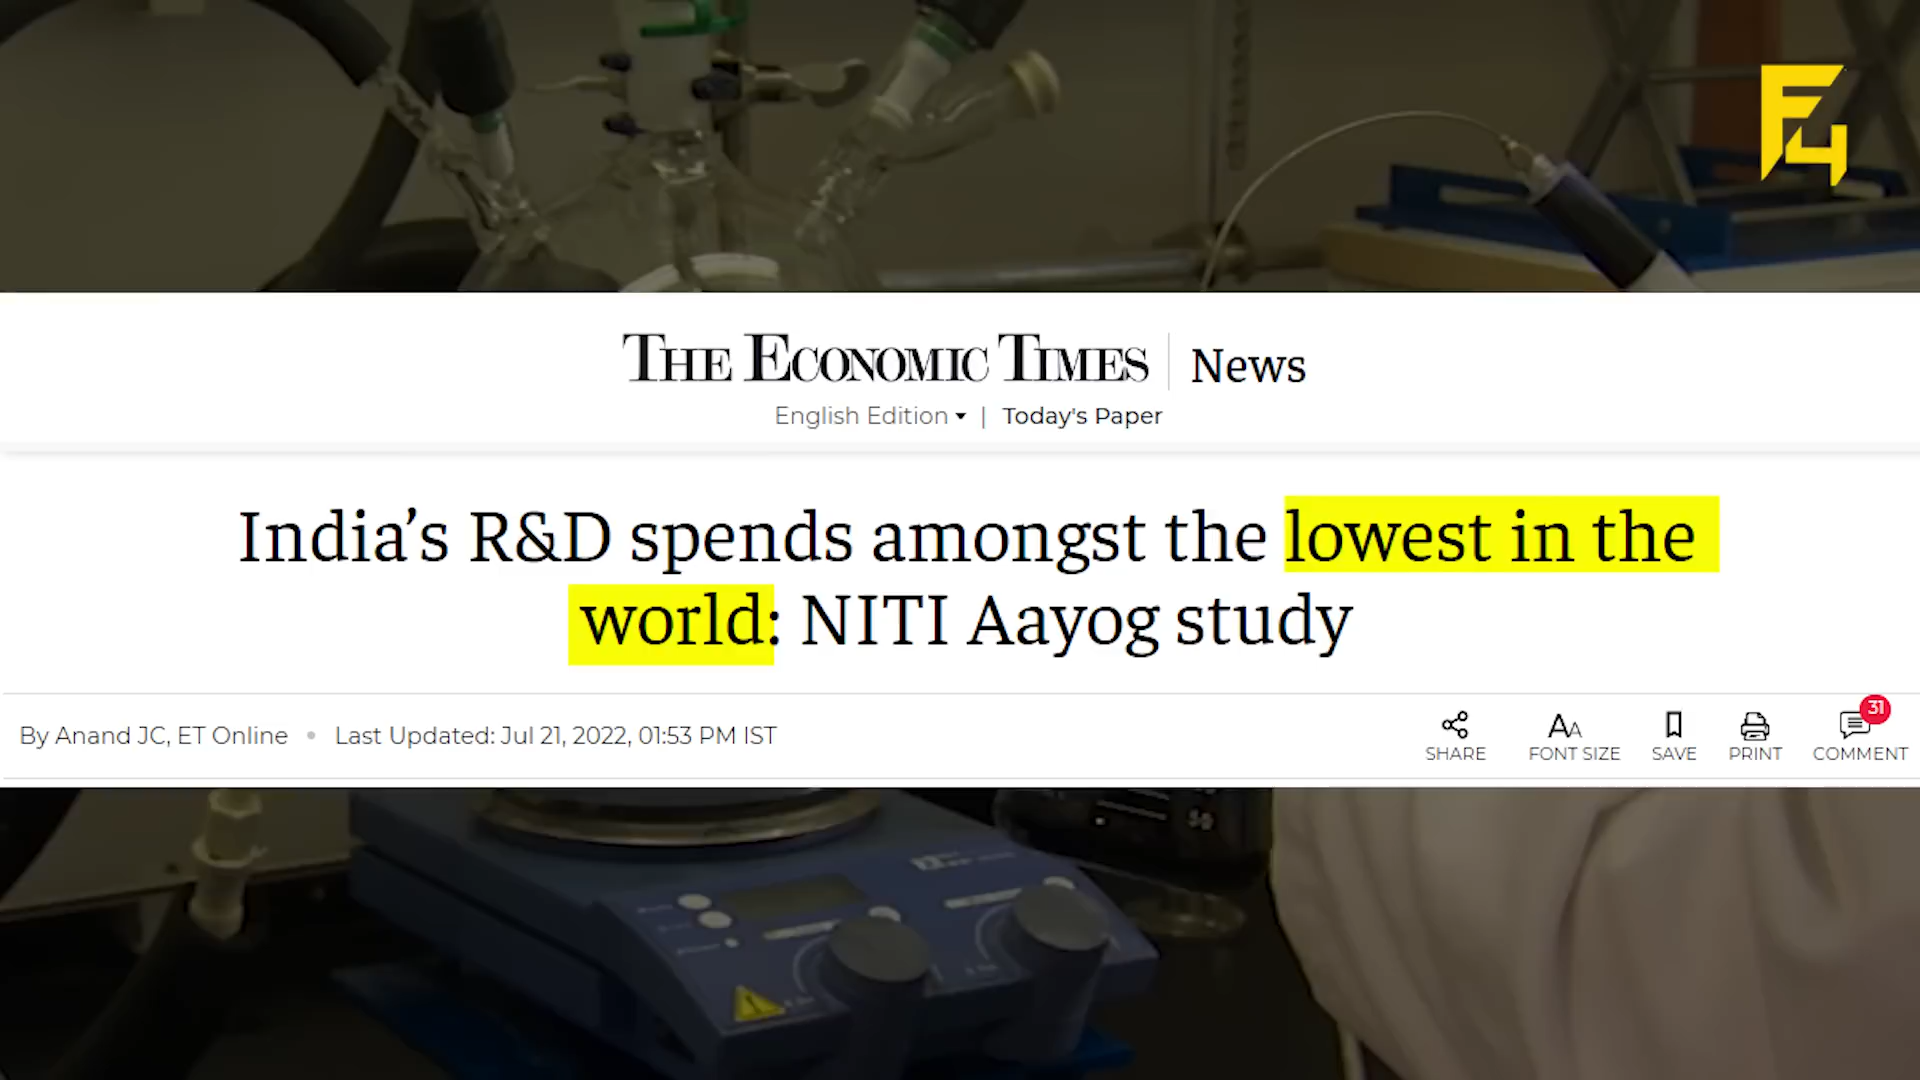 F4
THE ECONOMIC TIMES | News
English Edition | Today's Paper
India's R&D spends amongst the lowest in the
world: NITI Aayog study
By Anand JC, ET Online • Last Updated: Jul 21, 2022, 01:53 PM IST
31
SHARE FONT SIZE SAVE PRINT COMMENT